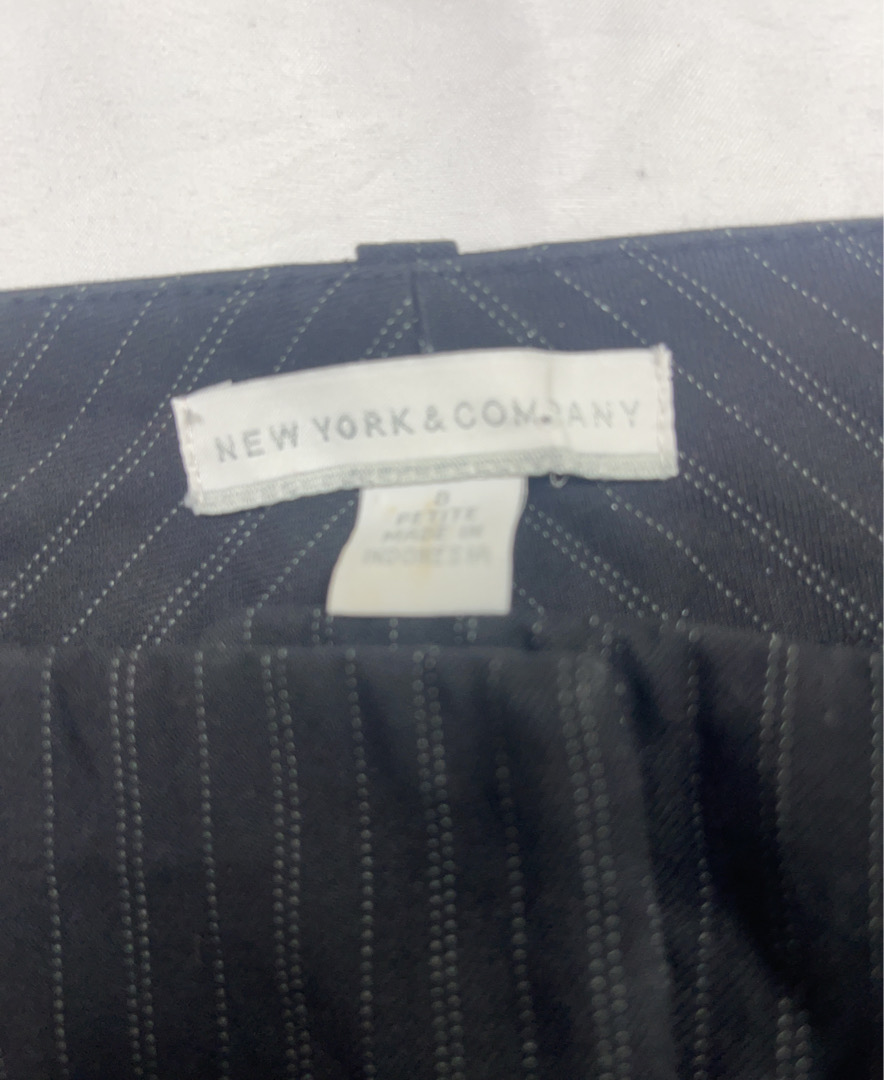 NEW YORK & COMPANY
PETITE
MADE IN
INDONESIA